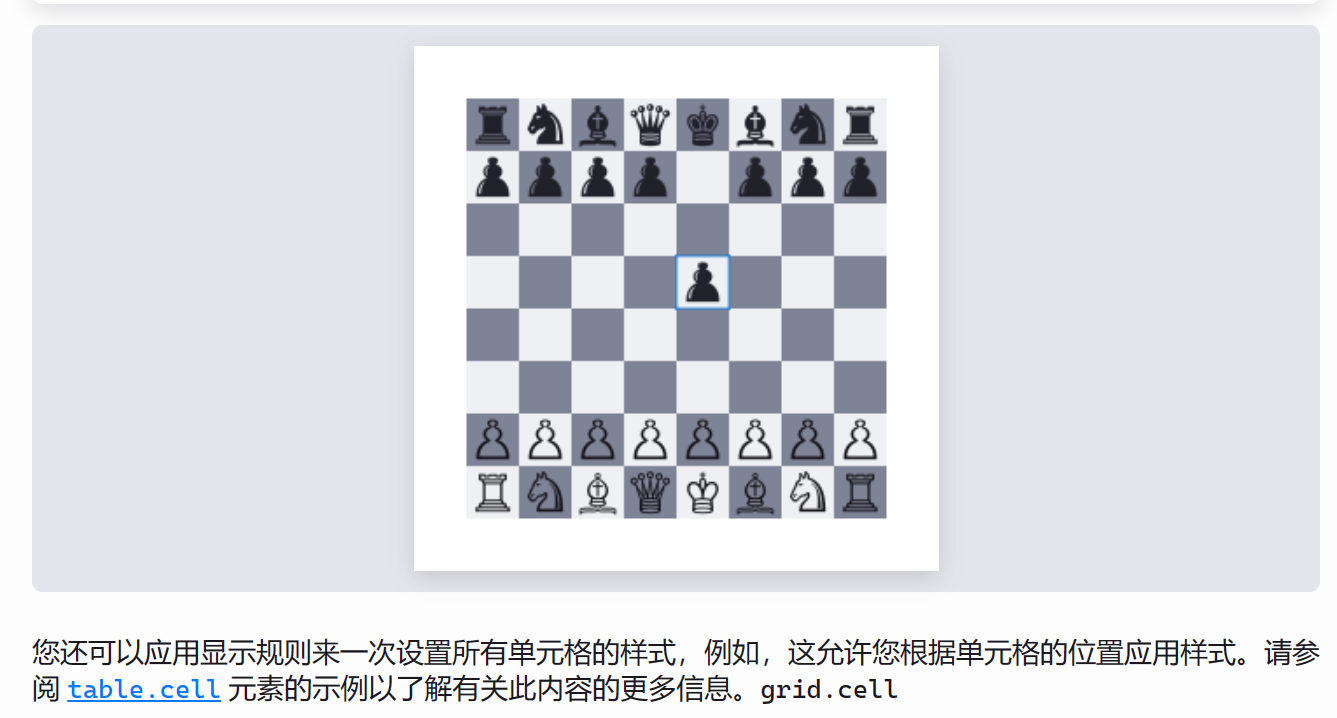 您还可以应用显示规则来一次设置所有单元格的样式，例如，这允许您根据单元格的位置应用样式。请参
阅 table.cell 元素的示例以了解有关此内容的更多信息。grid.cell